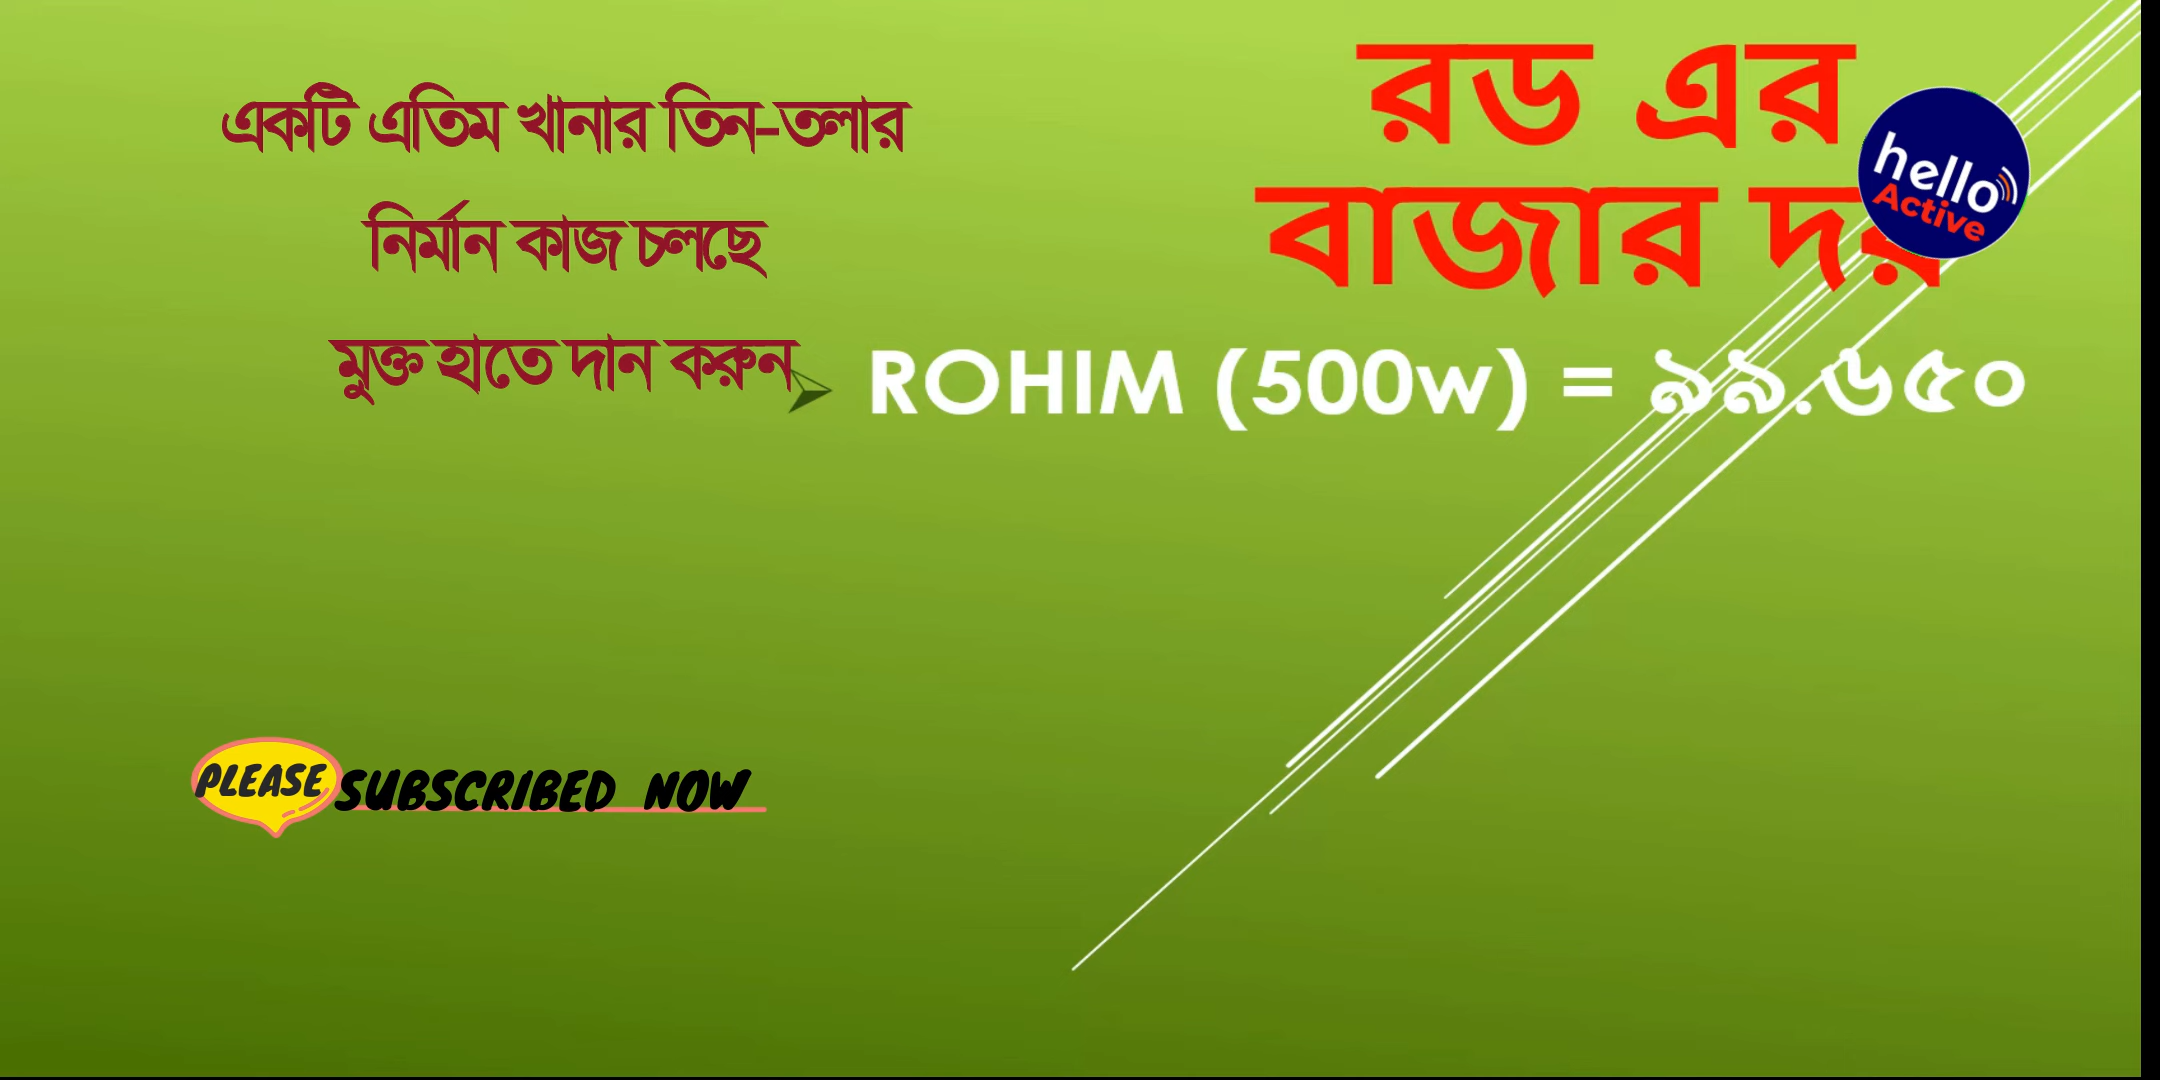 একটি এতিম খানার তিন-তলার
নির্মান কাজ চলছে
মুক্ত হাতে দান করুন
রড এর
বাজার দর
hello
Active
ROHIM (500w) = ৯৯.৬৫০
PLEASE SUBSCRIBED NOW